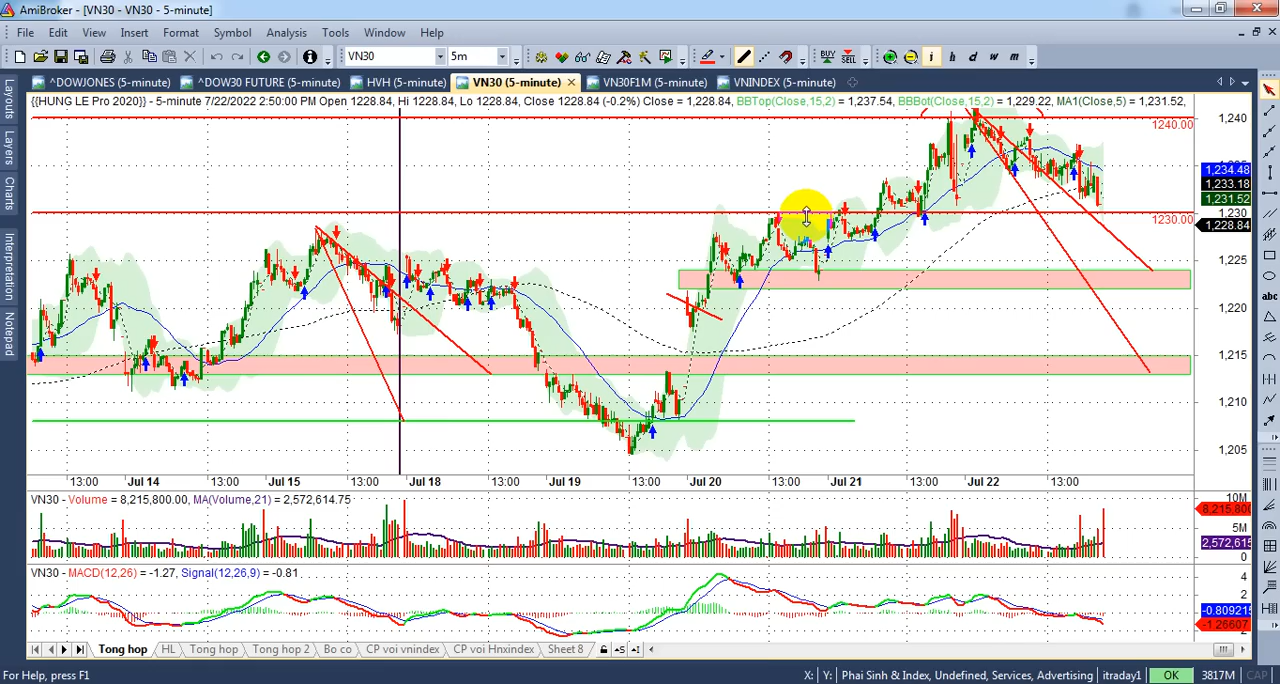 AmiBroker - [VN30 - VN30 - 5-minute]
File Edit View Insert Format Symbol Analysis Tools Window Help
VN30 5m BUY SELL i h d w m
^DOWJONES (5-minute) ^DOW30 FUTURE (5-minute) HVH (5-minute) VN30 (5-minute) VN30F1M (5-minute) VNINDEX (5-minute)
{{HUNG LE Pro 2020}} - 5-minute 7/22/2022 2:50:00 PM Open 1228.84, Hi 1228.84, Lo 1228.84, Close 1228.84 (-0.2%) Close = 1,228.84, BBTop(Close,15,2) = 1,237.54, BBBot(Close,15,2) = 1,229.22, MA1(Close,5) = 1,231.52,
Layouts
Layers
Charts
Interpretation
Notepad
1,240
1240.00
1,234.48
1,233.18
1,231.52
1,230
1230.00
1,228.84
1,225
1,220
1,215
1,210
1,205
abc
13:00 Jul 14 13:00 Jul 15 13:00 Jul 18 13:00 Jul 19 13:00 Jul 20 13:00 Jul 21 13:00 Jul 22 13:00
VN30 - Volume = 8,215,800.00, MA(Volume,21) = 2,572,614.75
10M
8,215,800
5M
2,572,615
0
VN30 - MACD(12,26) = -1.27, Signal(12,26,9) = -0.81
4
2
-0.809215
-1.26607
Tong hop HL Tong hop Tong hop 2 Bo co CP voi vnindex CP voi Hnxindex Sheet 8
For Help, press F1 X: Y: Phai Sinh & Index, Undefined, Services, Advertising itraday1 OK 3817M CAP